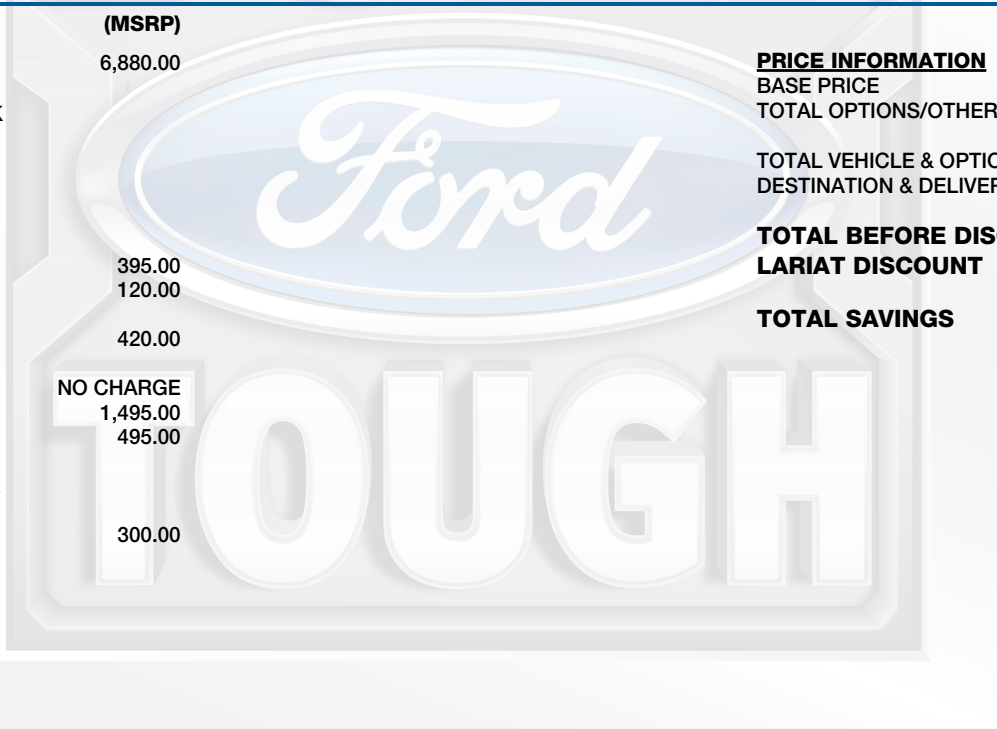 (MSRP)
6,880.00
395.00
120.00
420.00
NO CHARGE
1,495.00
495.00
300.00
PRICE INFORMATION
BASE PRICE
TOTAL OPTIONS/OTHER
TOTAL VEHICLE & OPTIO
DESTINATION & DELIVER
TOTAL BEFORE DIS
LARIAT DISCOUNT
TOTAL SAVINGS
Ford
TOUGH